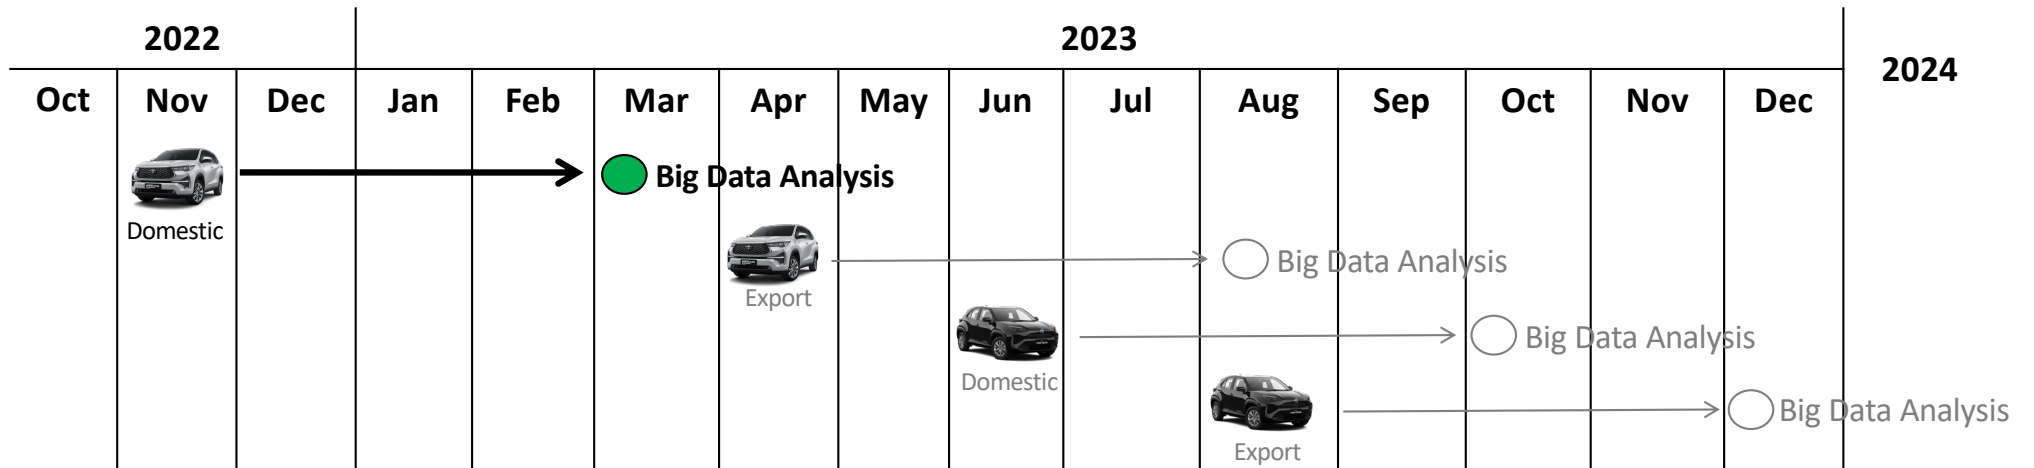 2022
2023
2024
Oct Nov Dec Jan Feb Mar Apr May Jun Jul Aug Sep Oct Nov Dec
Big Data Analysis
Domestic
Big Data Analysis
Export
Big Data Analysis
Domestic
Big Data Analysis
Export